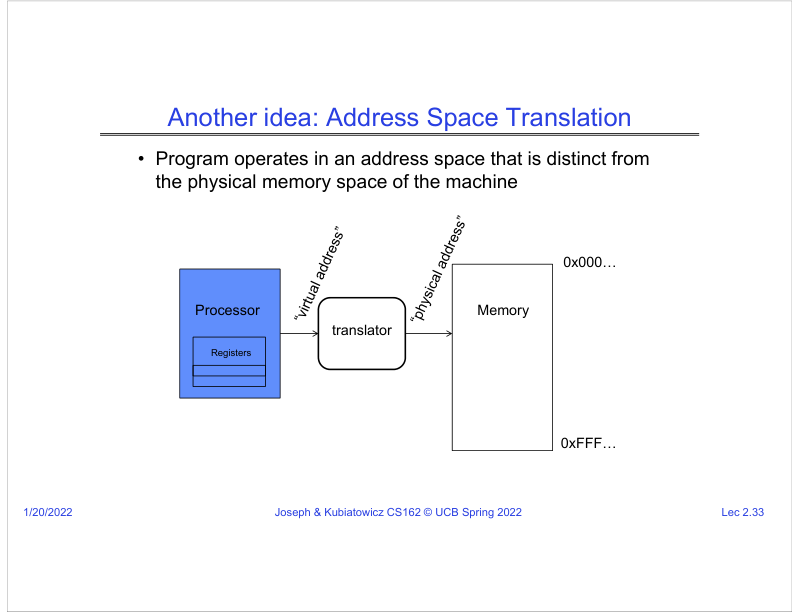 Another idea: Address Space Translation
• Program operates in an address space that is distinct from
the physical memory space of the machine
“virtual address”
“physical address”
0x000…
Processor
Memory
translator
Registers
0xFFF…
1/20/2022
Joseph & Kubiatowicz CS162 © UCB Spring 2022
Lec 2.33